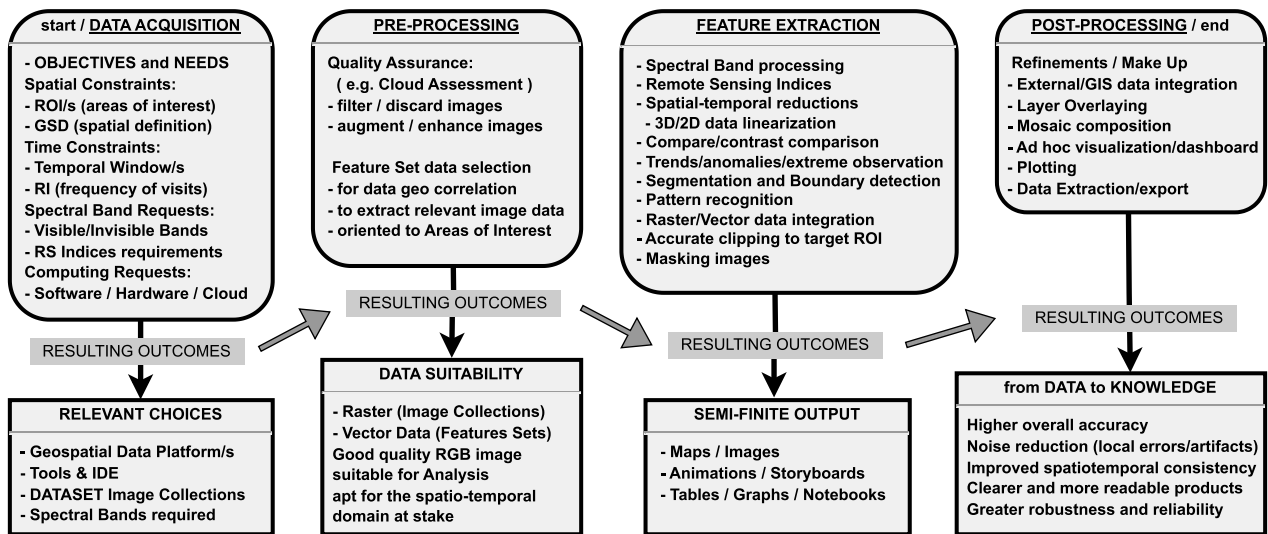 start / DATA ACQUISITION
- OBJECTIVES and NEEDS
Spatial Constraints:
- ROI/s (areas of interest)
- GSD (spatial definition)
Time Constraints:
- Temporal Window/s
- RI (frequency of visits)
Spectral Band Requests:
- Visible/Invisible Bands
- RS Indices requirements
Computing Requests:
- Software / Hardware / Cloud
RESULTING OUTCOMES
RELEVANT CHOICES
- Geospatial Data Platform/s
- Tools & IDE
- DATASET Image Collections
- Spectral Bands required
PRE-PROCESSING
Quality Assurance:
( e.g. Cloud Assessment )
- filter / discard images
- augment / enhance images
Feature Set data selection
- for data geo correlation
- to extract relevant image data
- oriented to Areas of Interest
RESULTING OUTCOMES
DATA SUITABILITY
- Raster (Image Collections)
- Vector Data (Features Sets)
Good quality RGB image
suitable for Analysis
apt for the spatio-temporal
domain at stake
FEATURE EXTRACTION
- Spectral Band processing
- Remote Sensing Indices
- Spatial-temporal reductions
- 3D/2D data linearization
- Compare/contrast comparison
- Trends/anomalies/extreme observation
- Segmentation and Boundary detection
- Pattern recognition
- Raster/Vector data integration
- Accurate clipping to target ROI
- Masking images
RESULTING OUTCOMES
SEMI-FINITE OUTPUT
- Maps / Images
- Animations / Storyboards
- Tables / Graphs / Notebooks
POST-PROCESSING / end
Refinements / Make Up
- External/GIS data integration
- Layer Overlaying
- Mosaic composition
- Ad hoc visualization/dashboard
- Plotting
- Data Extraction/export
RESULTING OUTCOMES
from DATA to KNOWLEDGE
Higher overall accuracy
Noise reduction (local errors/artifacts)
Improved spatiotemporal consistency
Clearer and more readable products
Greater robustness and reliability